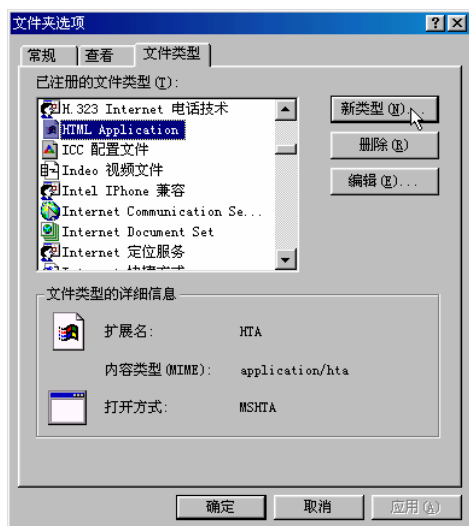 文件夹选项
常规 查看 文件类型
已注册的文件类型(T):
H.323 Internet 电话技术
HTML Application
ICC 配置文件
Indeo 视频文件
Intel IPhone 兼容
Internet Communication Se...
Internet Document Set
Internet 定位服务
新类型(N)...
删除(R)
编辑(E)...
文件类型的详细信息
扩展名: HTA
内容类型(MIME): application/hta
打开方式: MSHTA
确定 取消 应用(A)